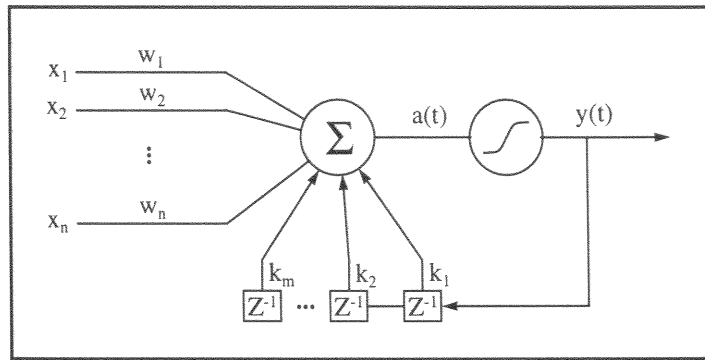 w₁
x₁
w₂
x₂
Σ
a(t)
y(t)
⋮
wₙ
xₙ
kₘ
k₂
k₁
Z⁻¹ ... Z⁻¹ Z⁻¹